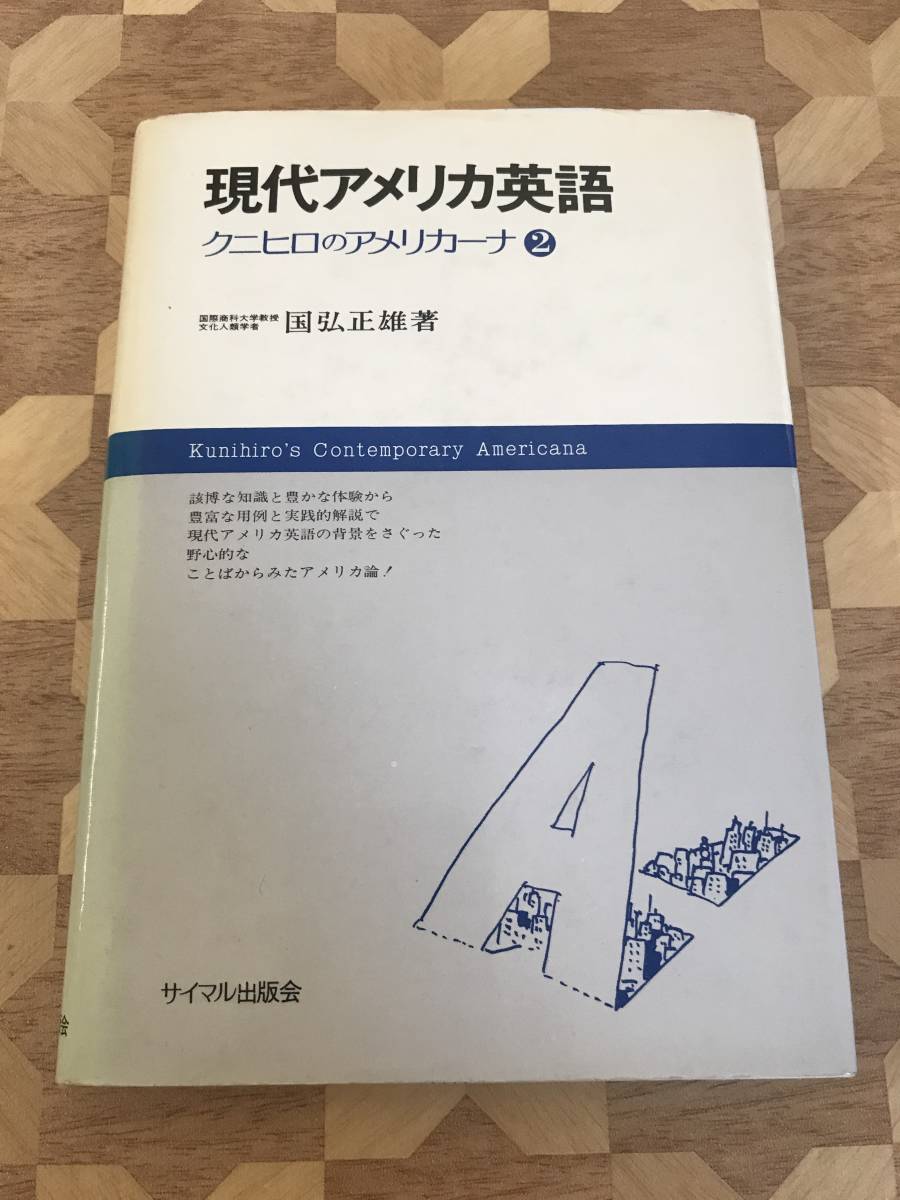 現代アメリカ英語
クニヒロのアメリカーナ❷
国際商科大学教授
文化人類学者
国弘正雄著
Kunihiro's Contemporary Americana
該博な知識と豊かな体験から
豊富な用例と実践的解説で
現代アメリカ英語の背景をさぐった
野心的な
ことばからみたアメリカ論!
サイマル出版会
会